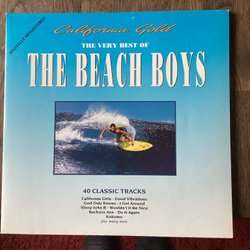 DIGITALLY REMASTERED
California Gold
THE VERY BEST OF
THE BEACH BOYS
40 CLASSIC TRACKS
California Girls · Good Vibrations
God Only Knows · I Get Around
Sloop John B · Wouldn't It Be Nice
Barbara Ann · Do It Again
Kokomo
plus many more